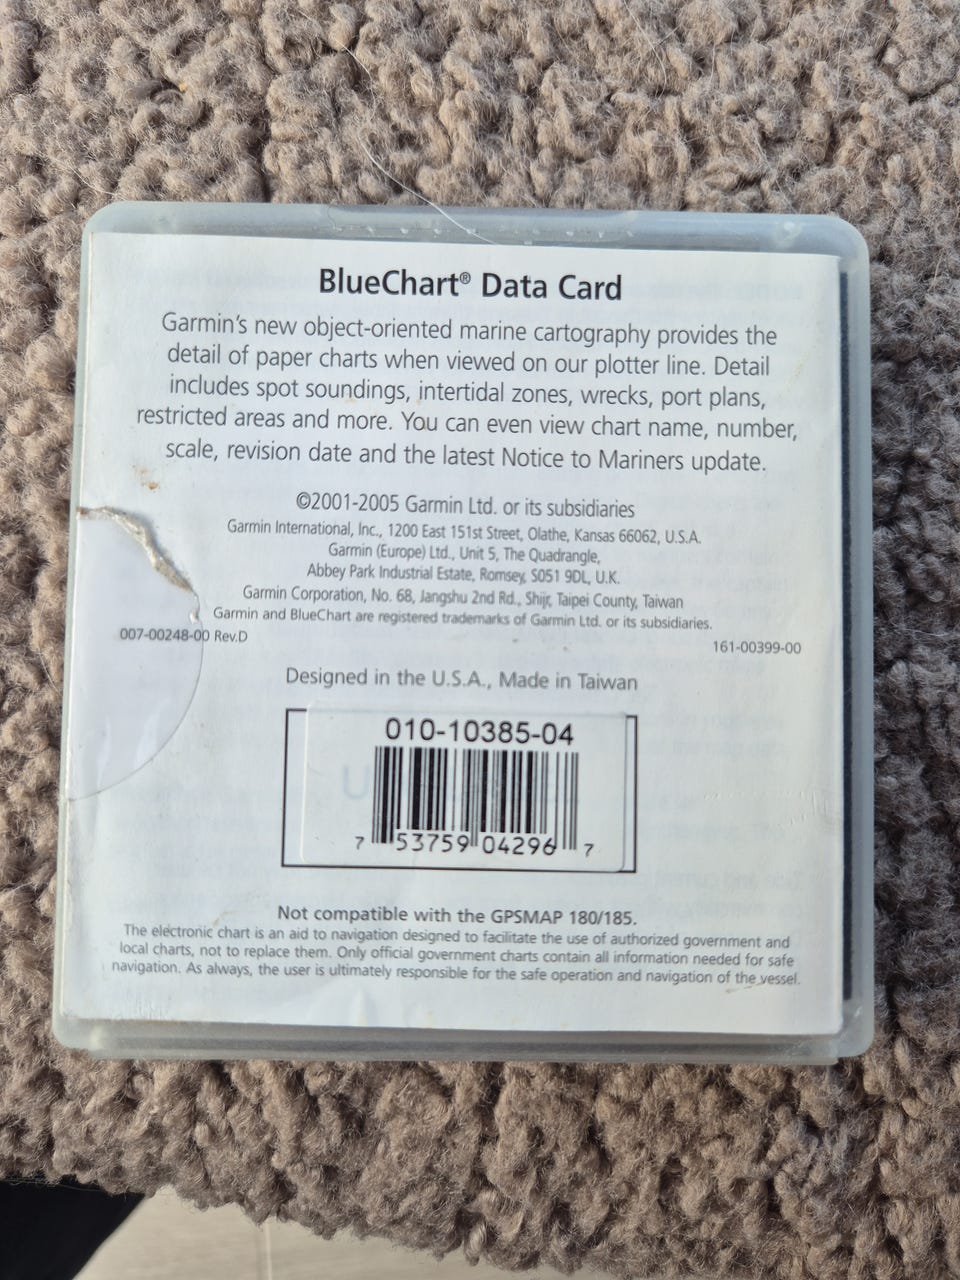 BlueChart® Data Card
Garmin's new object-oriented marine cartography provides the
detail of paper charts when viewed on our plotter line. Detail
includes spot soundings, intertidal zones, wrecks, port plans,
restricted areas and more. You can even view chart name, number,
scale, revision date and the latest Notice to Mariners update.
©2001-2005 Garmin Ltd. or its subsidiaries
Garmin International, Inc., 1200 East 151st Street, Olathe, Kansas 66062, U.S.A.
Garmin (Europe) Ltd., Unit 5, The Quadrangle,
Abbey Park Industrial Estate, Romsey, S051 9DL, U.K.
Garmin Corporation, No. 68, Jangshu 2nd Rd., Shijr, Taipei County, Taiwan
Garmin and BlueChart are registered trademarks of Garmin Ltd. or its subsidiaries.
007-00248-00 Rev.D
161-00399-00
Designed in the U.S.A., Made in Taiwan
010-10385-04
7 53759 04296 7
Not compatible with the GPSMAP 180/185.
The electronic chart is an aid to navigation designed to facilitate the use of authorized government and
local charts, not to replace them. Only official government charts contain all information needed for safe
navigation. As always, the user is ultimately responsible for the safe operation and navigation of the vessel.